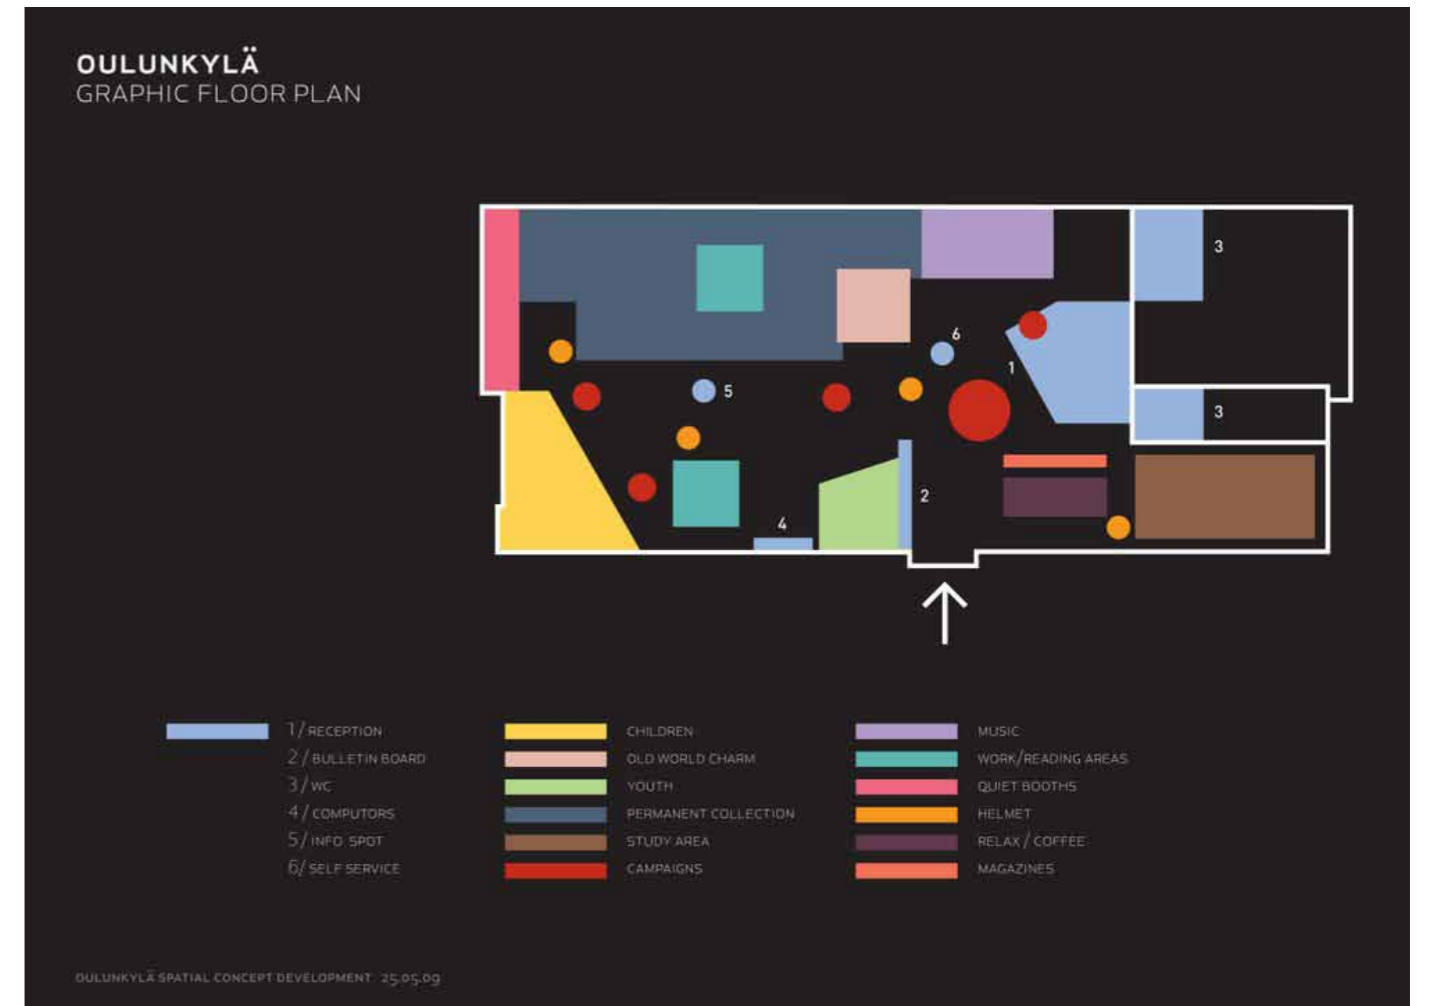 OULUNKYLÄ
GRAPHIC FLOOR PLAN
3
6
1
5
3
2
4
1/ RECEPTION
2/ BULLETIN BOARD
3/ WC
4/ COMPUTORS
5/ INFO SPOT
6/ SELF SERVICE
CHILDREN
OLD WORLD CHARM
YOUTH
PERMANENT COLLECTION
STUDY AREA
CAMPAIGNS
MUSIC
WORK/READING AREAS
QUIET BOOTHS
HELMET
RELAX / COFFEE
MAGAZINES
OULUNKYLÄ SPATIAL CONCEPT DEVELOPMENT 25.05.09